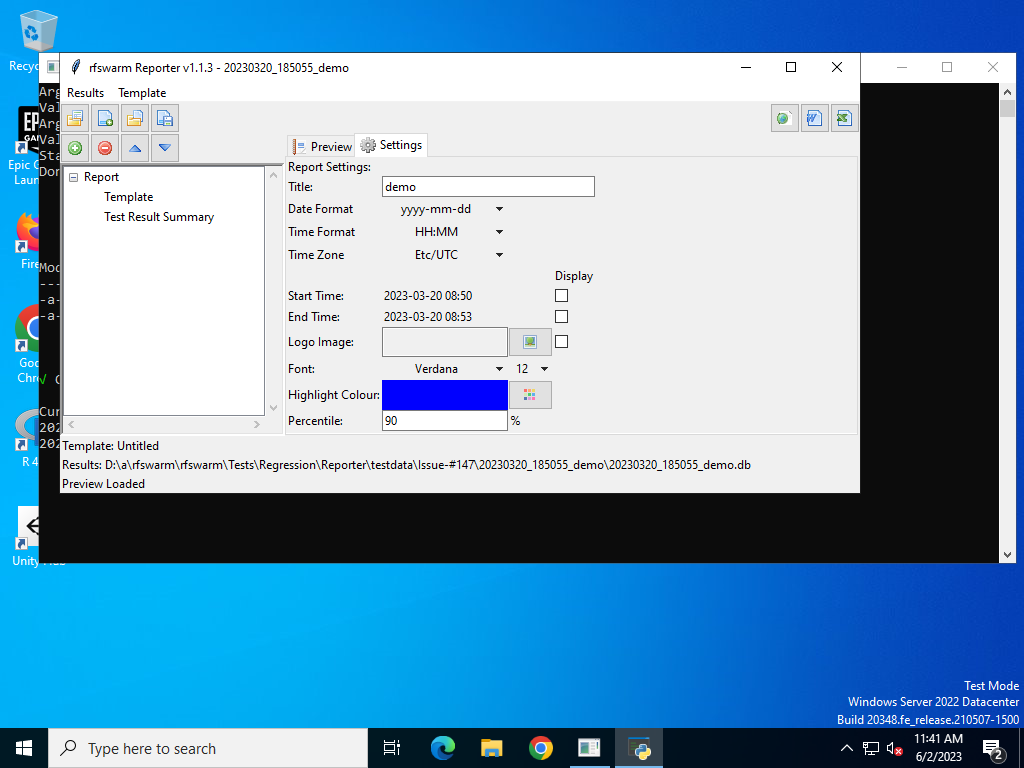 Recyc
rfswarm Reporter v1.1.3 - 20230320_185055_demo
Results Template
Arg
Val
Arg
Val
Sta
Don
EPIC
GA
Epic G
Laun
Fire
Mod
---
-a-
-a-
Goo
Chro
√ C
Cur
202
202
R 4
Unity Hub
Preview Settings
Report
Template
Test Result Summary
Report Settings:
Title: demo
Date Format yyyy-mm-dd
Time Format HH:MM
Time Zone Etc/UTC
Display
Start Time: 2023-03-20 08:50
End Time: 2023-03-20 08:53
Logo Image:
Font: Verdana 12
Highlight Colour:
Percentile: 90 %
Template: Untitled
Results: D:\a\rfswarm\rfswarm\Tests\Regression\Reporter\testdata\Issue-#147\20230320_185055_demo\20230320_185055_demo.db
Preview Loaded
Test Mode
Windows Server 2022 Datacenter
Build 20348.fe_release.210507-1500
Type here to search
11:41 AM
6/2/2023
2